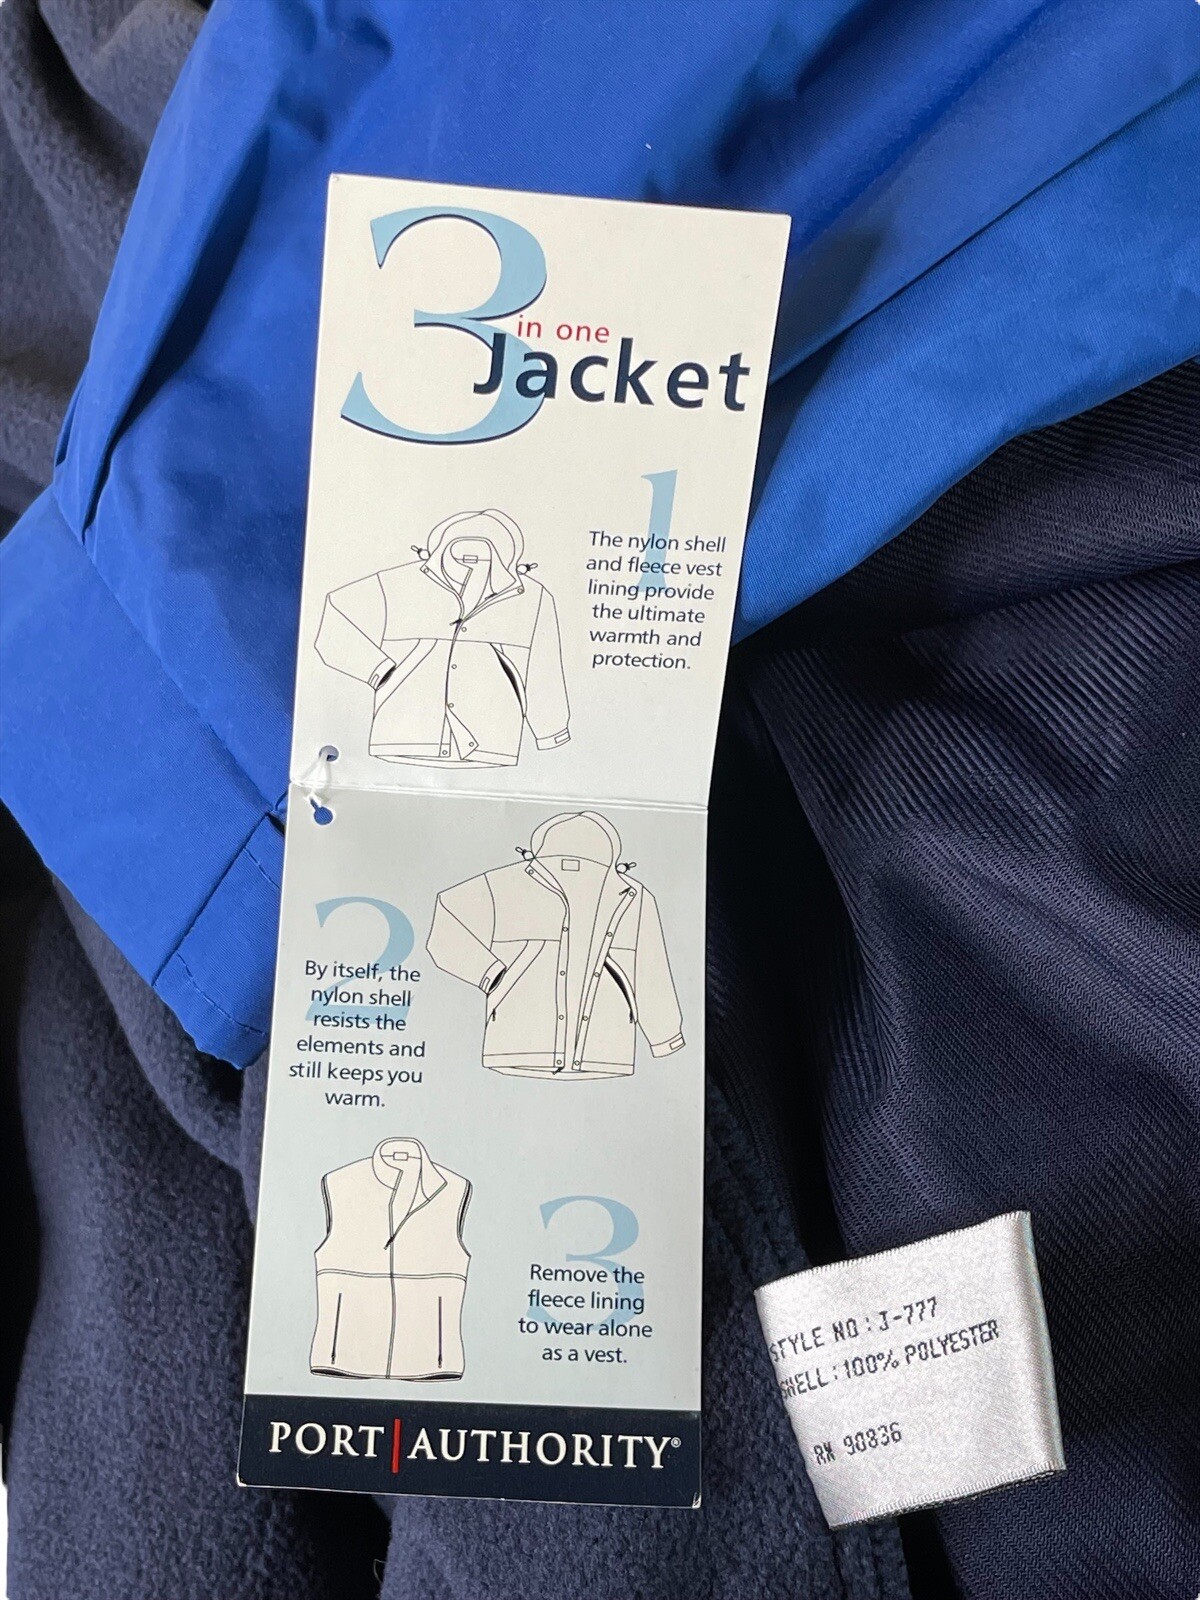 3
in one
Jacket
1
The nylon shell
and fleece vest
lining provide
the ultimate
warmth and
protection.
2
By itself, the
nylon shell
resists the
elements and
still keeps you
warm.
3
Remove the
fleece lining
to wear alone
as a vest.
PORT|AUTHORITY®
STYLE NO: J-777
SHELL: 100% POLYESTER
RN 90836